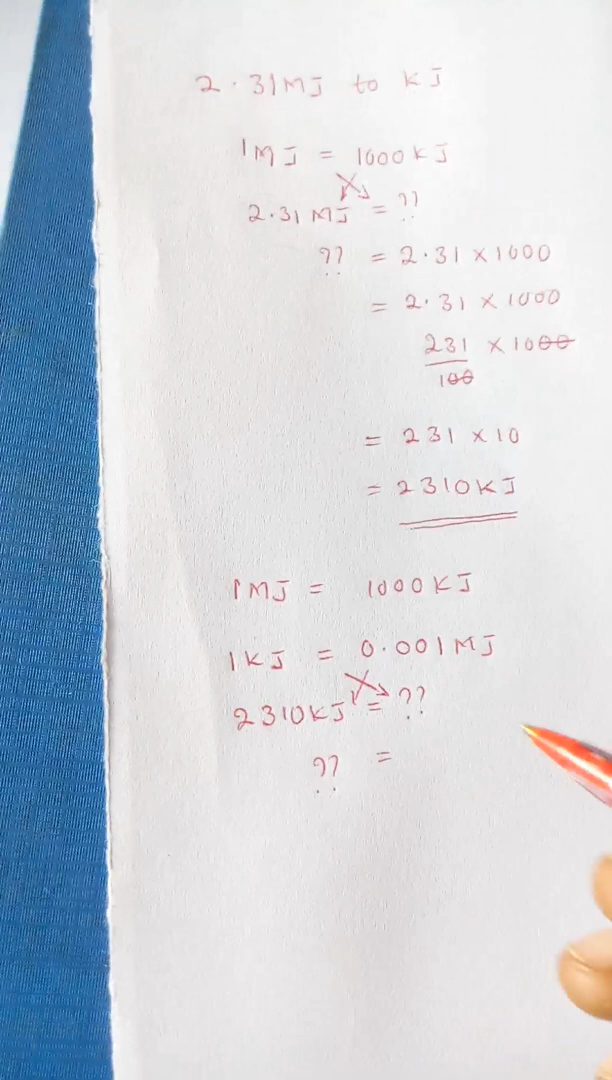 2.31MJ to KJ
1MJ = 1000KJ
2.31MJ = ??
?? = 2.31 × 1000
= 2.31 × 1000
231 × 1000
100
= 231 × 10
= 2310KJ
1MJ = 1000KJ
1KJ = 0.001MJ
2310KJ = ??
?? =